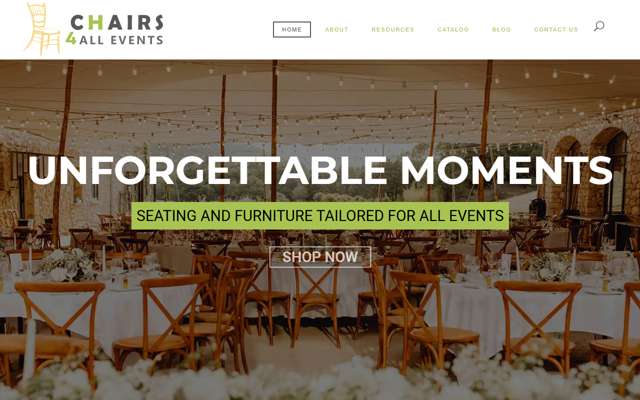 CHAIRS
4 ALL EVENTS
HOME ABOUT RESOURCES CATALOG BLOG CONTACT US
UNFORGETTABLE MOMENTS
SEATING AND FURNITURE TAILORED FOR ALL EVENTS
SHOP NOW